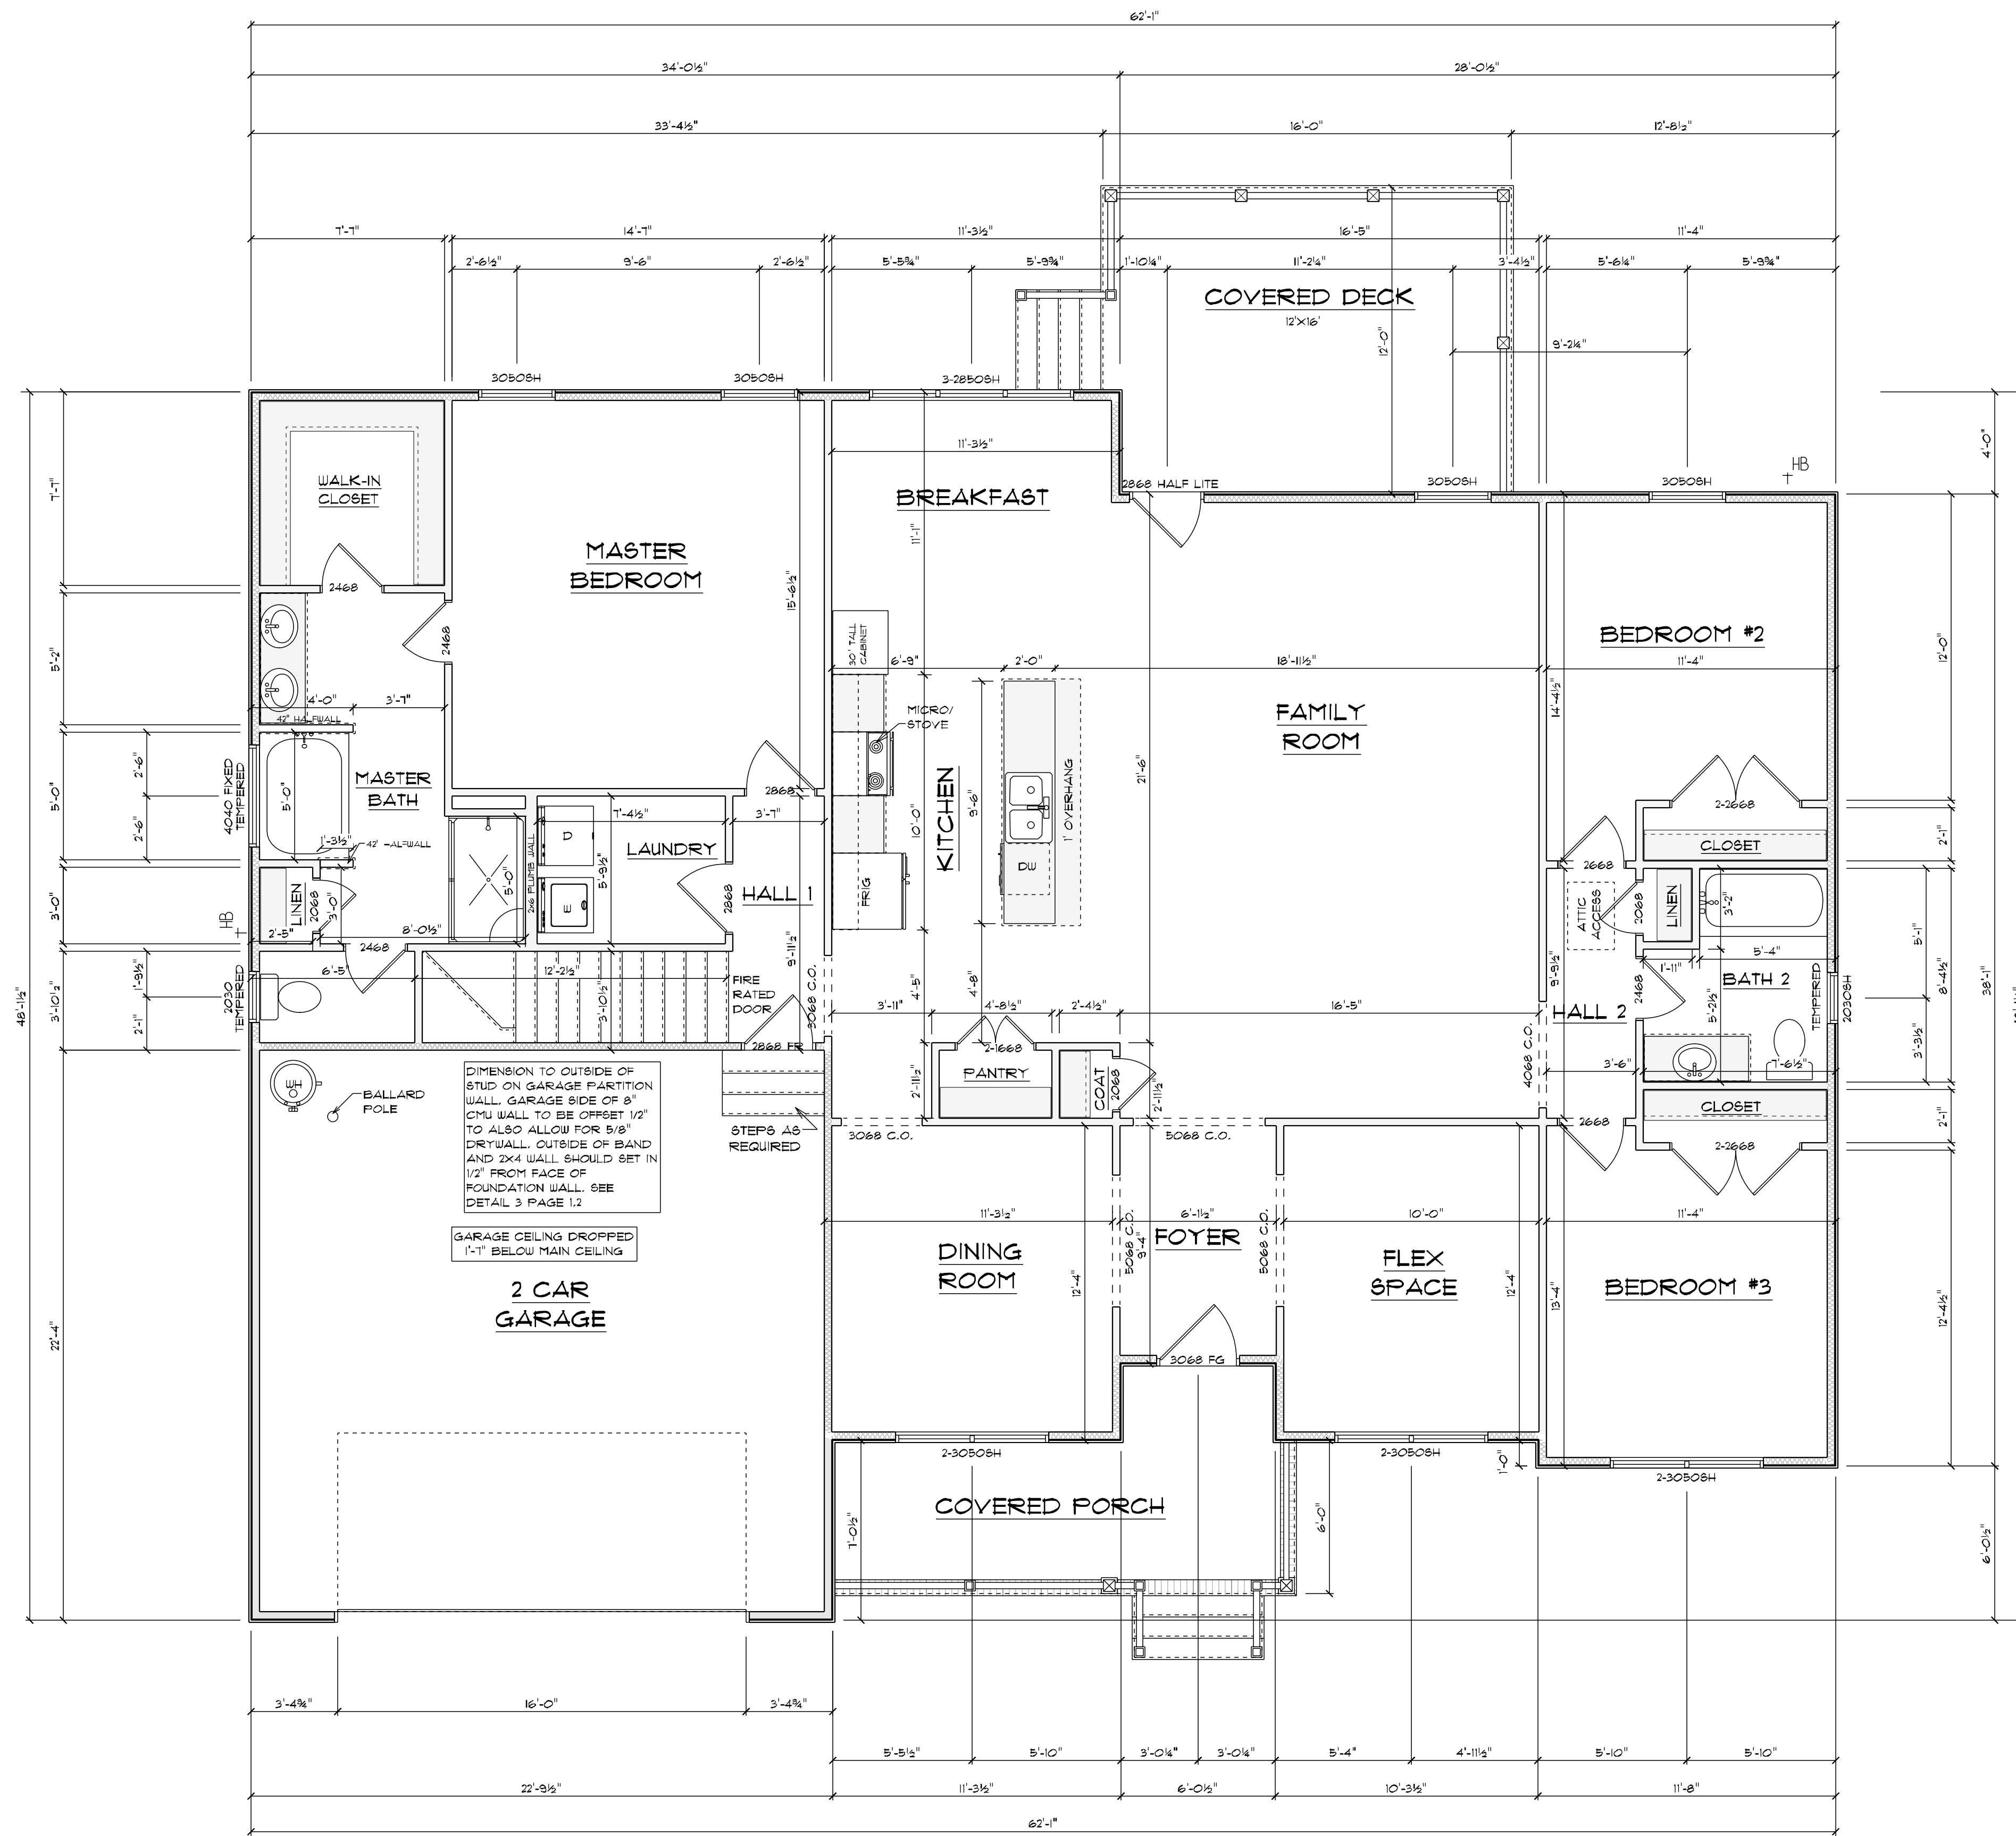 62'-1"
34'-0½"
28'-0½"
33'-4½"
16'-0"
12'-8½"
7'-7"
14'-7"
11'-3½"
16'-5"
11'-4"
2'-6½"
9'-6"
2'-6½"
5'-5¾"
5'-9¾"
1'-10¼"
11'-2¼"
3'-4½"
5'-6¼"
5'-9¾"
COVERED DECK
12'X16'
12'-0"
9'-2¼"
3050SH
3050SH
3-2850SH
4'-0"
11'-3½"
HB
WALK-IN
CLOSET
BREAKFAST
2868 HALF LITE
3050SH
3050SH
7'-7"
11'-1"
MASTER
BEDROOM
15'-6½"
2468
2468
30" TALL
CABINET
BEDROOM #2
12'-0"
5'-2"
6'-9"
2'-0"
18'-11½"
11'-4"
4'-0"
3'-7"
42" HALFWALL
MICRO/
STOVE
FAMILY
ROOM
14'-4½"
2'-6"
5'-0"
2'-6"
4040 FIXED
TEMPERED
5'-0"
MASTER
BATH
2868
21'-6"
2-2668
7'-4½"
3'-7"
KITCHEN
9'-6"
10'-0"
1' OVERHANG
1'-3½"
D
LAUNDRY
5'-9½"
2X6 PLUMB WALL
5'-0"
DW
CLOSET
2'-1"
2668
3'-0"
LINEN
2068
3'-0"
E
2868
HALL 1
FRIG
ATTIC
ACCESS
2068
LINEN
3'-2"
5'-1"
HB
2'-5"
8'-0½"
2468
9'-11½"
9'-9½"
1'-11"
5'-4"
8'-4½"
38'-1"
48'-1½"
3'-10½"
1'-9½"
2'-1"
2030
TEMPERED
6'-5"
12'-2½"
3'-10½"
FIRE
RATED
DOOR
3068 C.O.
4'-5"
4'-8"
2468
5'-2½"
BATH 2
TEMPERED
2030SH
3'-11"
4'-8½"
2'-4½"
16'-5"
HALL 2
3'-3½"
2868 FR
2-1668
4068 C.O.
3'-6"
7'-6½"
WH
BALLARD
POLE
DIMENSION TO OUTSIDE OF
STUD ON GARAGE PARTITION
WALL, GARAGE SIDE OF 8"
CMU WALL TO BE OFFSET 1/2"
TO ALSO ALLOW FOR 5/8"
DRYWALL. OUTSIDE OF BAND
AND 2X4 WALL SHOULD SET IN
1/2" FROM FACE OF
FOUNDATION WALL. SEE
DETAIL 3 PAGE 1.2
PANTRY
2'-11½"
COAT
2068
2'-11½"
CLOSET
2'-1"
STEPS AS
REQUIRED
3068 C.O.
5068 C.O.
2668
2-2668
GARAGE CEILING DROPPED
1'-7" BELOW MAIN CEILING
2 CAR
GARAGE
22'-4"
11'-3½"
6'-1½"
10'-0"
11'-4"
DINING
ROOM
12'-4"
5068 C.O.
9'-4"
FOYER
5068 C.O.
FLEX
SPACE
12'-4"
13'-4"
BEDROOM #3
12'-4½"
3068 FG
2-3050SH
2-3050SH
1'-0"
2-3050SH
COVERED PORCH
7'-0½"
6'-0"
6'-0½"
3'-4¾"
16'-0"
3'-4¾"
5'-5½"
5'-10"
3'-0¼"
3'-0¼"
5'-4"
4'-11½"
5'-10"
5'-10"
22'-9½"
11'-3½"
6'-0½"
10'-3½"
11'-8"
62'-1"